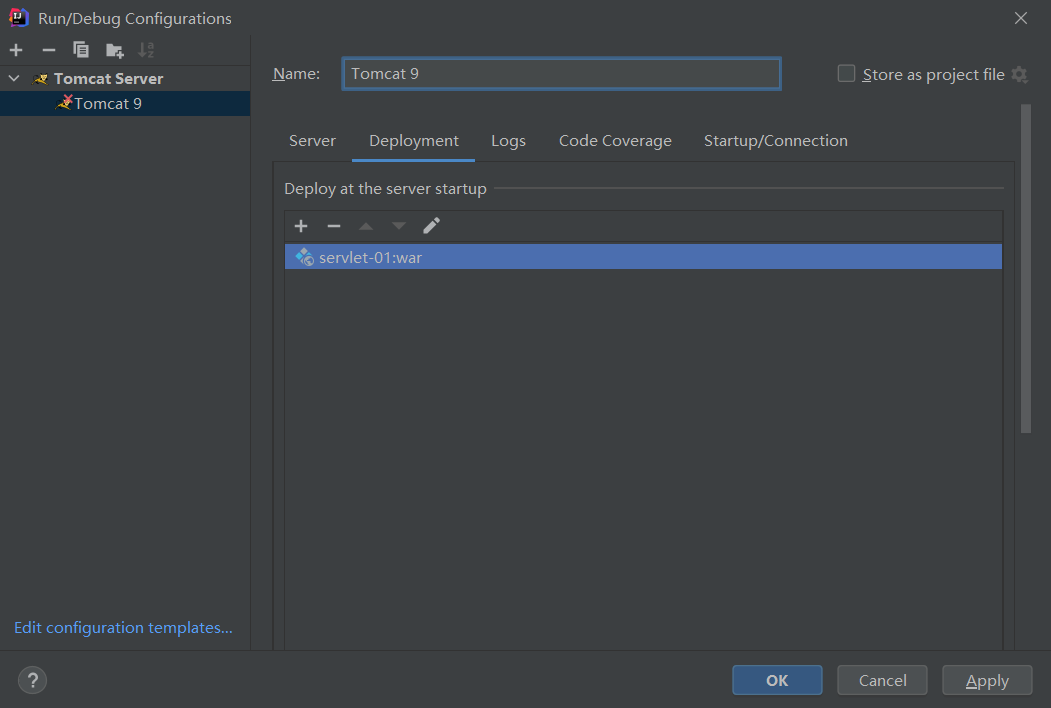 Run/Debug Configurations
Tomcat Server
Tomcat 9
Name: Tomcat 9 Store as project file
Server Deployment Logs Code Coverage Startup/Connection
Deploy at the server startup
servlet-01:war
Edit configuration templates...
? OK Cancel Apply